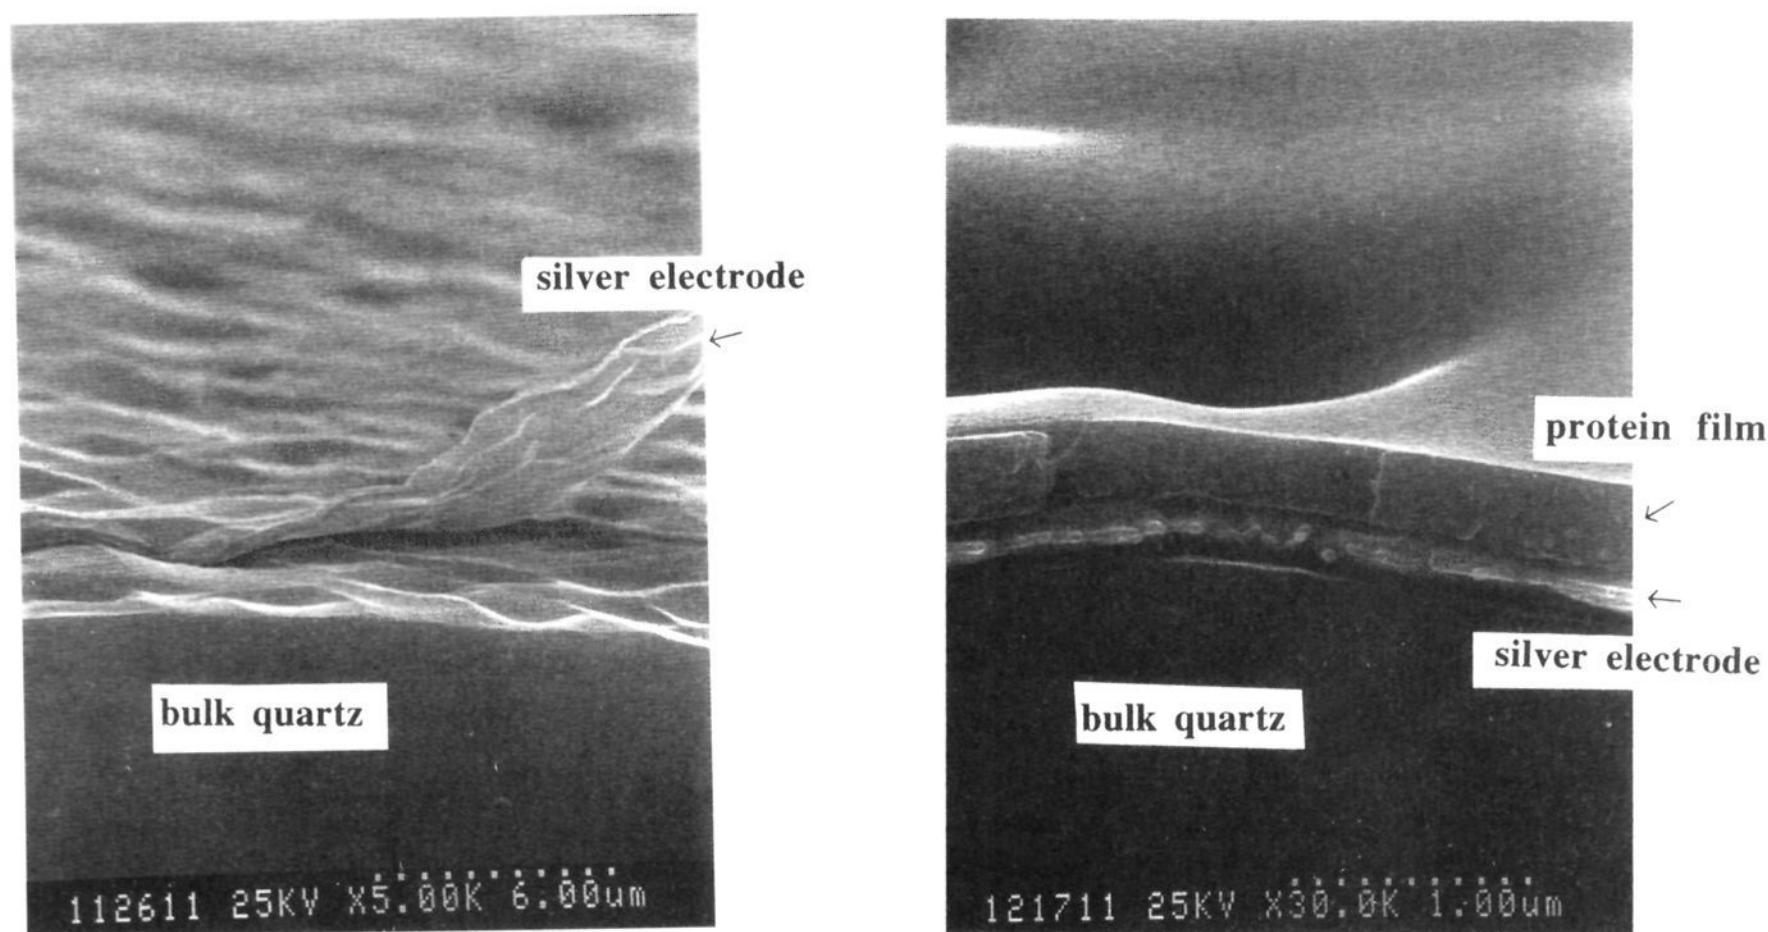 silver electrode
bulk quartz
112611 25KV X5.00K 6.00um
protein film
silver electrode
bulk quartz
121711 25KV X30.0K 1.00um